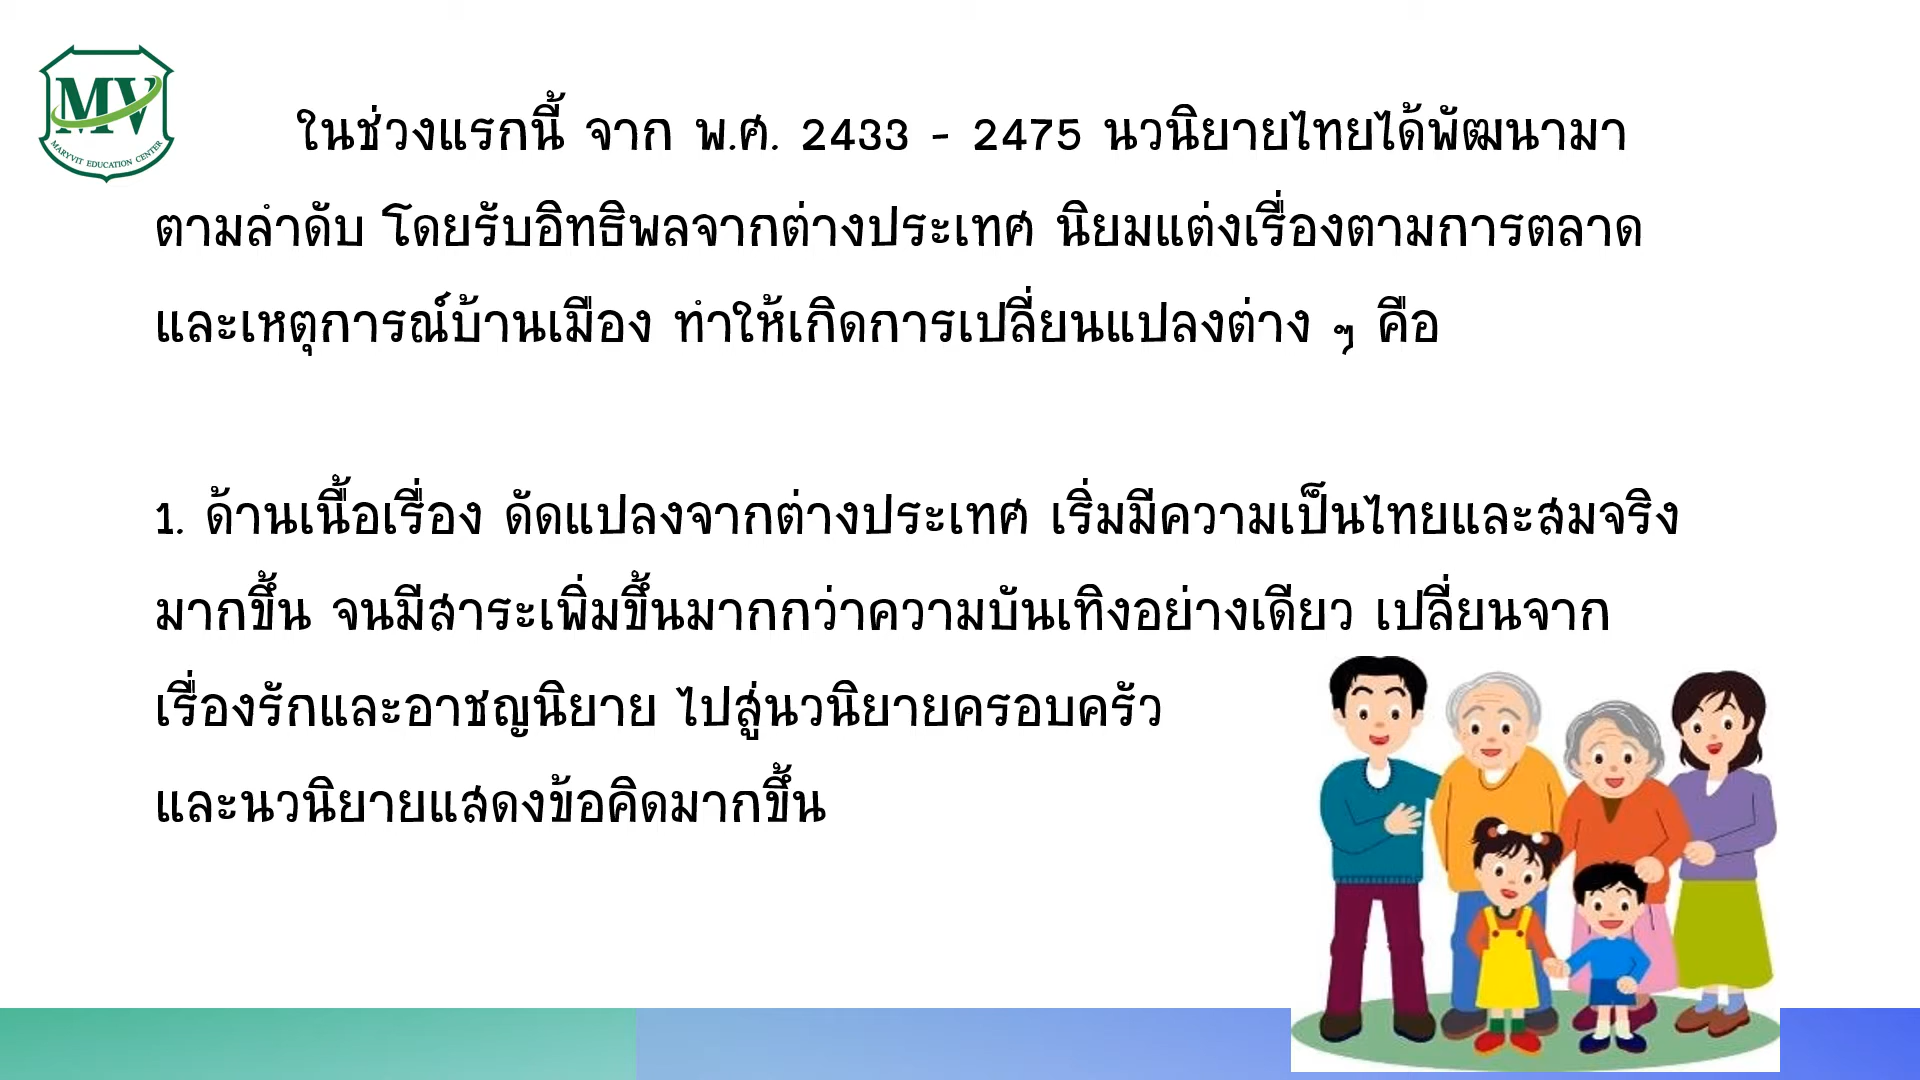 MV
MARYVIT EDUCATION CENTER
ในช่วงแรกนี้ จาก พ.ศ. 2433 - 2475 นวนิยายไทยได้พัฒนามา
ตามลำดับ โดยรับอิทธิพลจากต่างประเทศ นิยมแต่งเรื่องตามการตลาด
และเหตุการณ์บ้านเมือง ทำให้เกิดการเปลี่ยนแปลงต่าง ๆ คือ
1. ด้านเนื้อเรื่อง ดัดแปลงจากต่างประเทศ เริ่มมีความเป็นไทยและสมจริง
มากขึ้น จนมีสาระเพิ่มขึ้นมากกว่าความบันเทิงอย่างเดียว เปลี่ยนจาก
เรื่องรักและอาชญนิยาย ไปสู่นวนิยายครอบครัว
และนวนิยายแสดงข้อคิดมากขึ้น